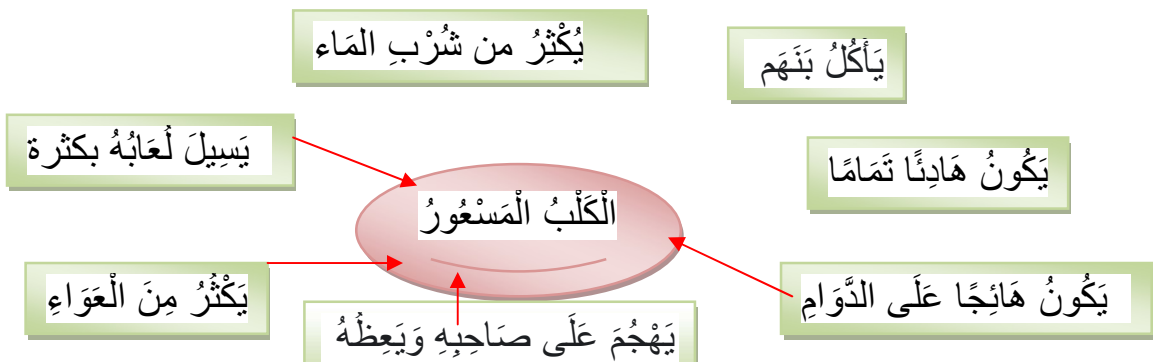 يُكْثِرُ من شُرْبِ المَاء
يَأَكُلُ بَنَهَم
يَسِيلَ لُعَابُهُ بكثرة
يَكُونُ هَادِئًا تَمَامًا
الْكَلْبُ الْمَسْعُورُ
يَكْثُرُ مِنَ الْعَوَاءِ
يَكُونُ هَائِجًا عَلَى الدَّوَامِ
يَهْجُمَ عَلَى صَاحِبِهِ وَيَعِظُهُ